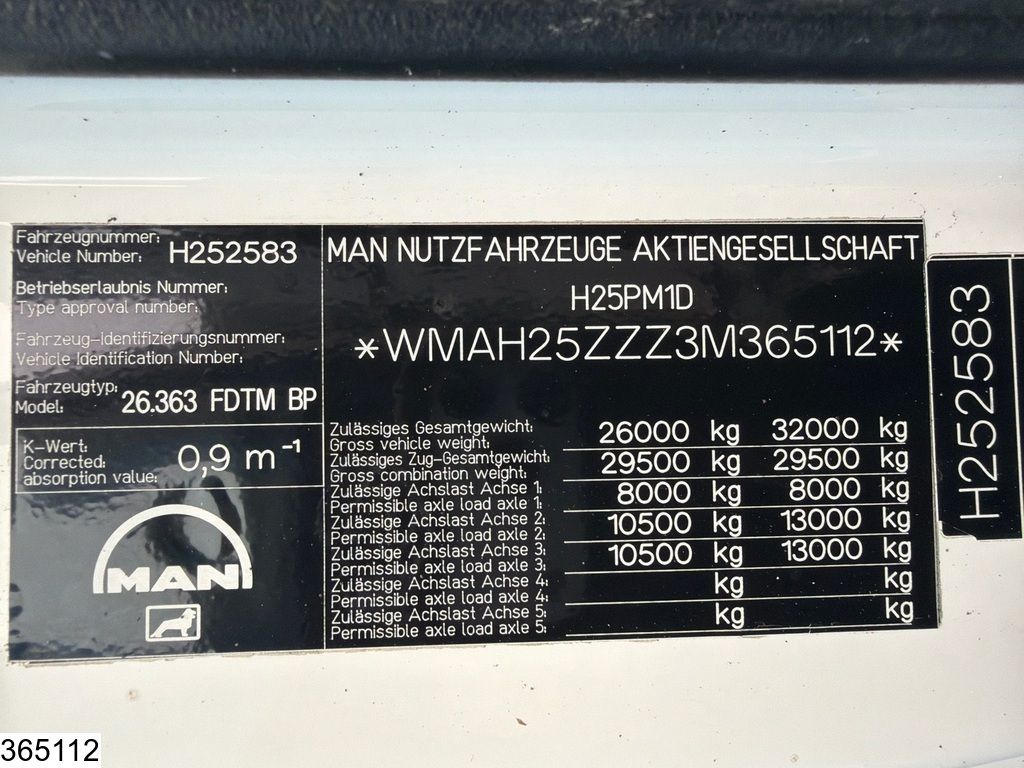 Fahrzeugnummer:
Vehicle Number: H252583
Betriebserlaubnis Nummer:
Type approval number:
Fahrzeug-Identifizierungsnummer:
Vehicle Identification Number:
Fahrzeugtyp:
Model: 26.363 FDTM BP
K-Wert:
Corrected: 0,9 m⁻¹
absorption value:
MAN
MAN NUTZFAHRZEUGE AKTIENGESELLSCHAFT
H25PM1D
*WMAH25ZZZ3M365112*
Zulässiges Gesamtgewicht:
Gross vehicle weight: 26000 kg 32000 kg
Zulässiges Zug-Gesamtgewicht:
Gross combination weight: 29500 kg 29500 kg
Zulässige Achslast Achse 1:
Permissible axle load axle 1: 8000 kg 8000 kg
Zulässige Achslast Achse 2:
Permissible axle load axle 2: 10500 kg 13000 kg
Zulässige Achslast Achse 3:
Permissible axle load axle 3: 10500 kg 13000 kg
Zulässige Achslast Achse 4:
Permissible axle load axle 4: kg kg
Zulässige Achslast Achse 5:
Permissible axle load axle 5: kg kg
H252583
365112